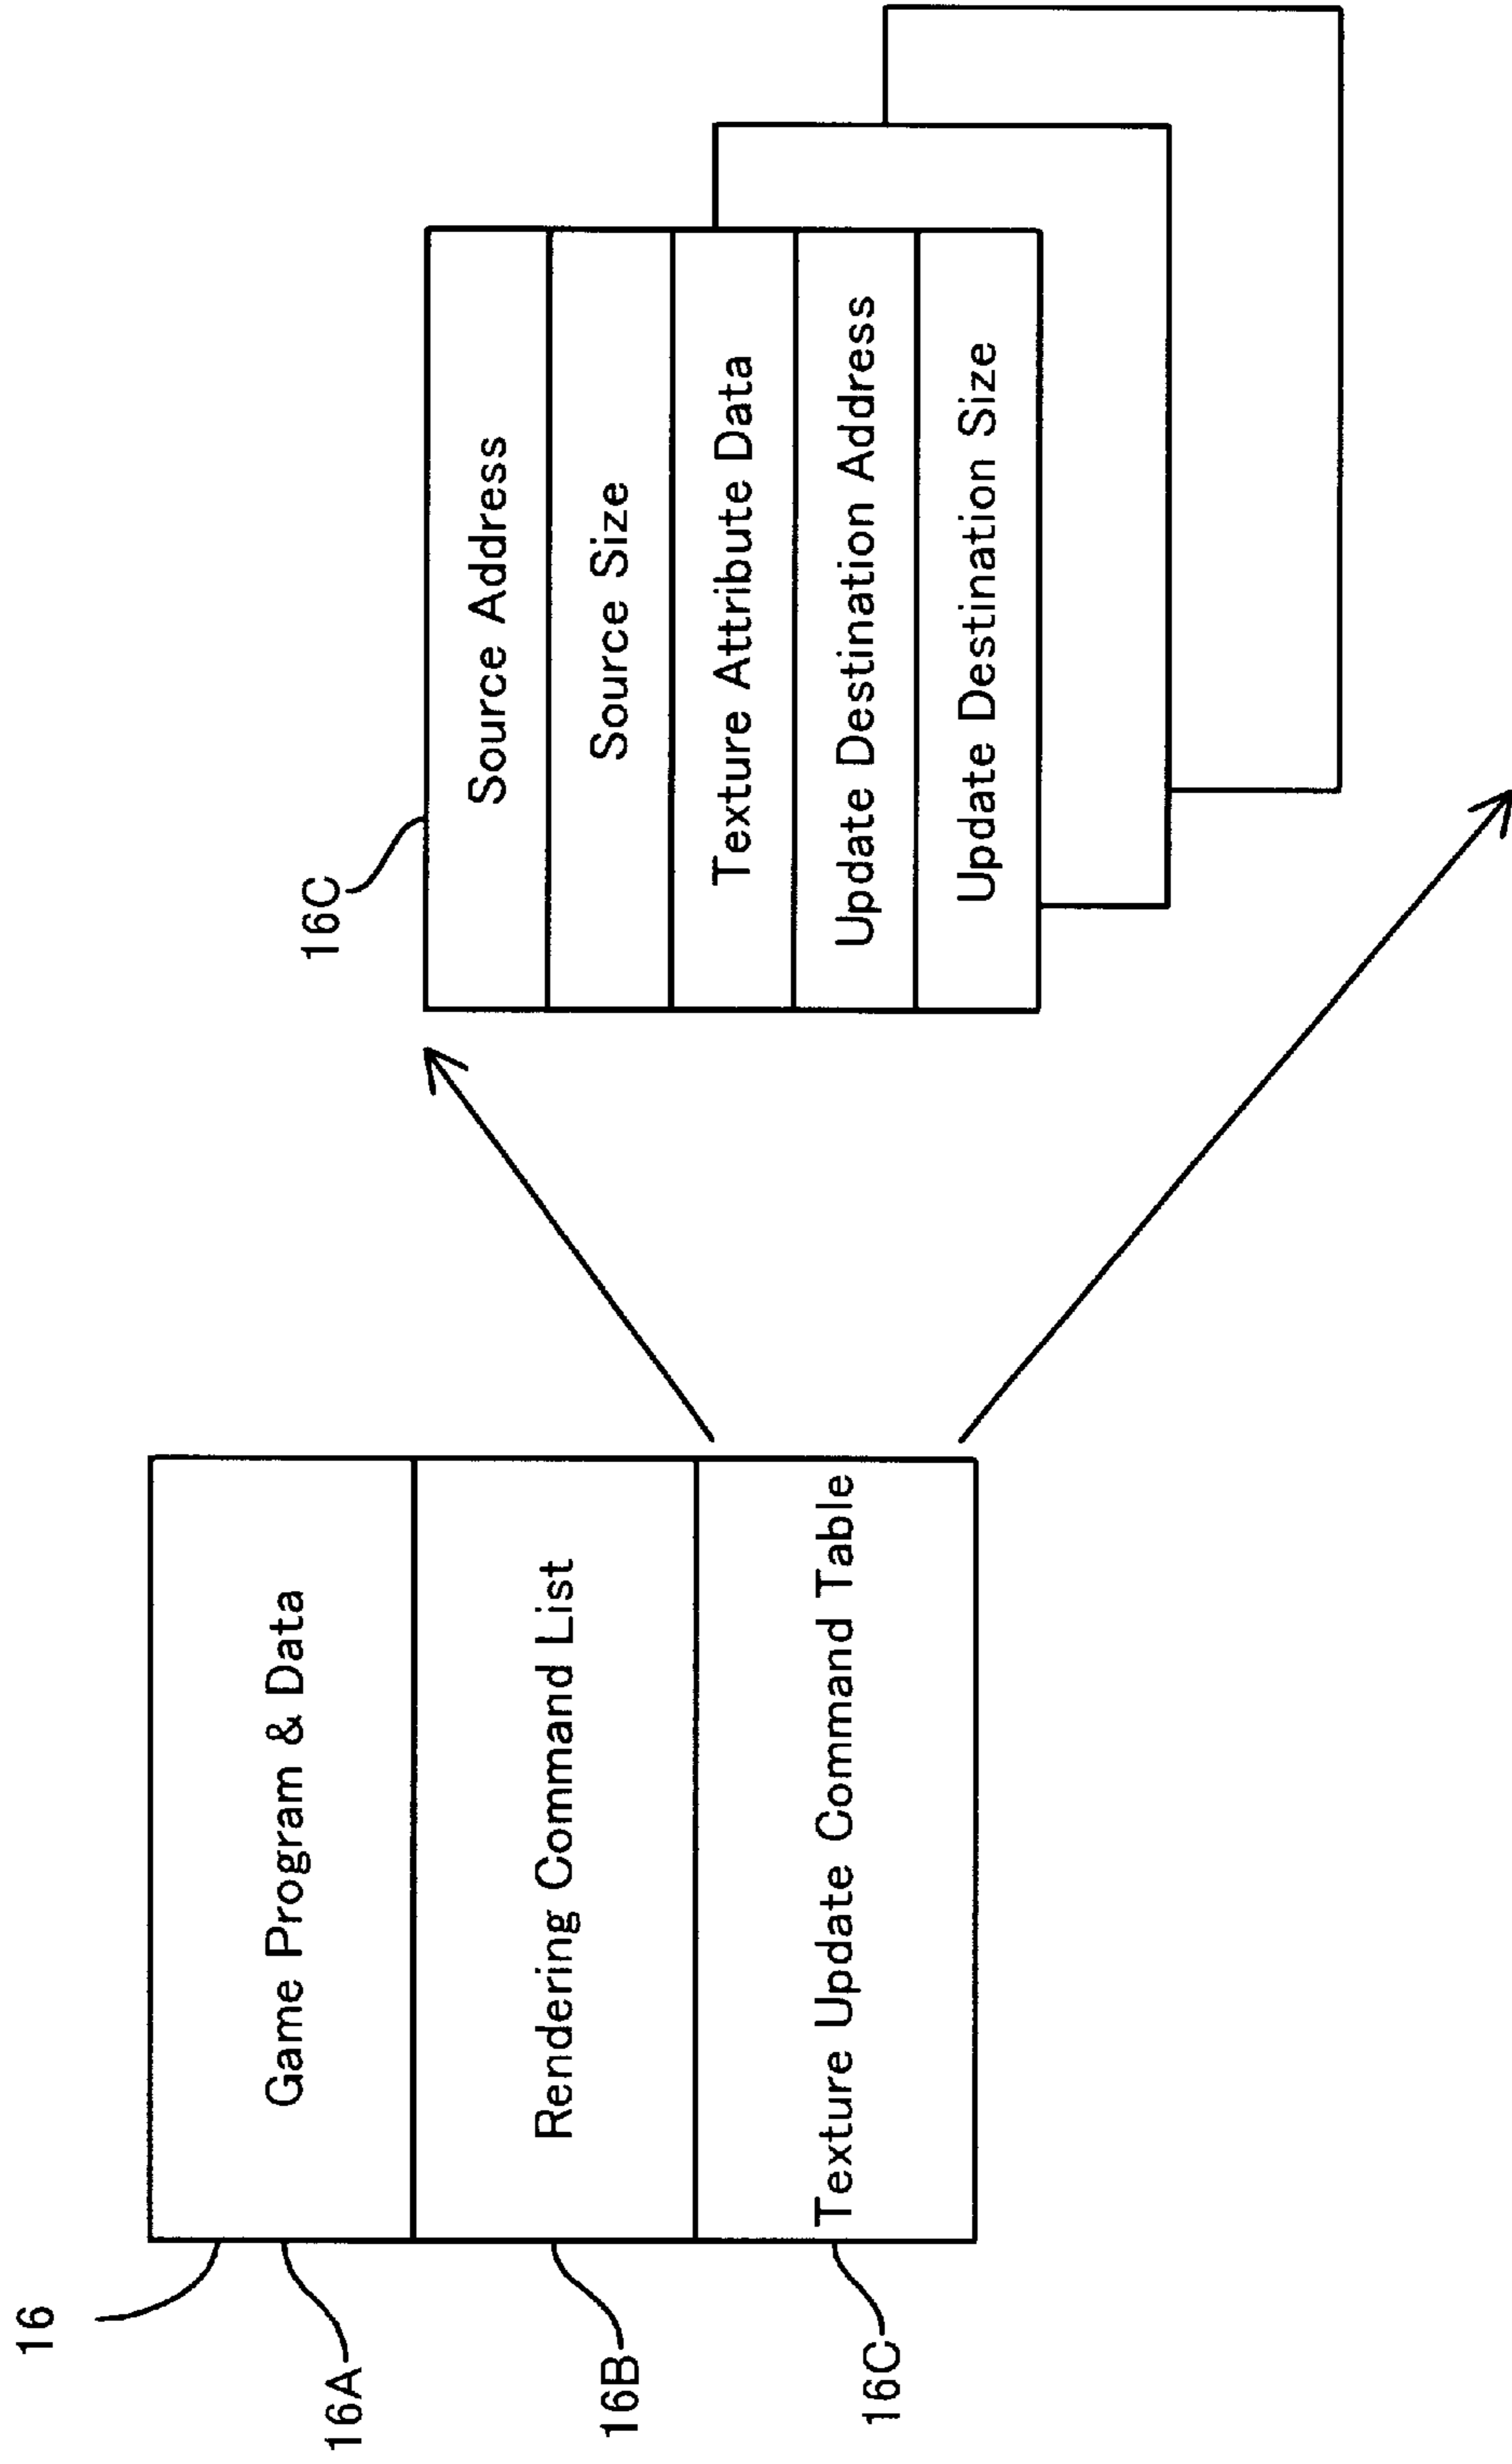 16
16A
Game Program & Data
16B
Rendering Command List
16C
Texture Update Command Table
16C
Source Address
Source Size
Texture Attribute Data
Update Destination Address
Update Destination Size